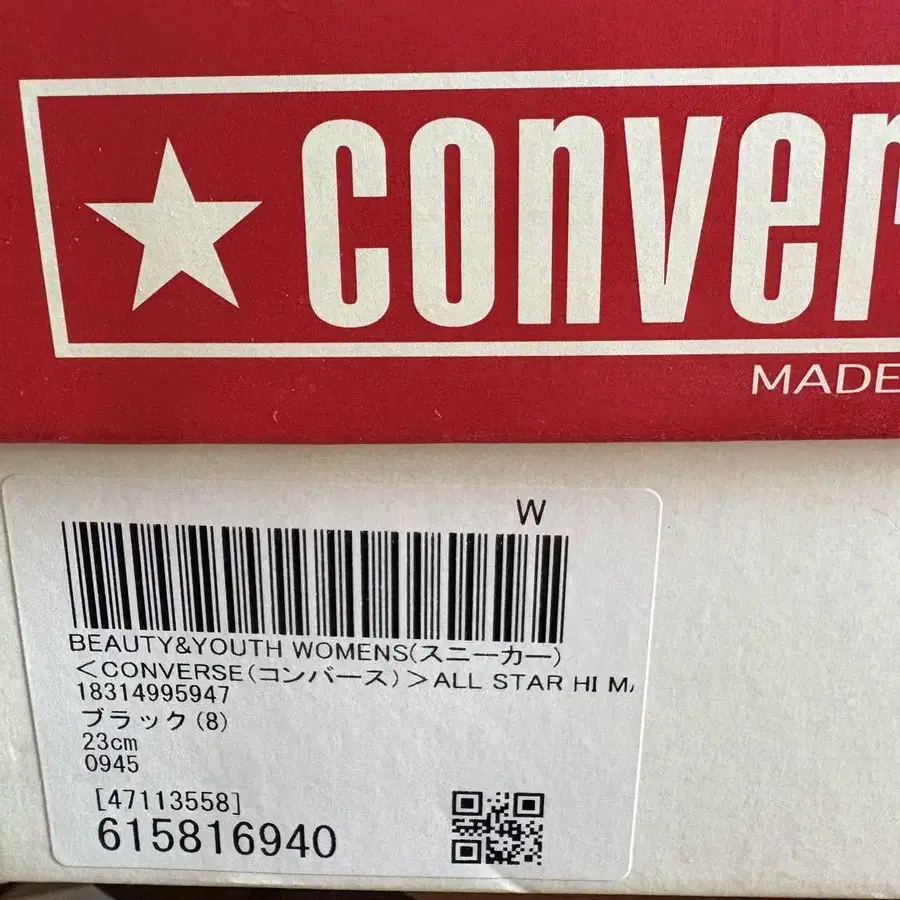 CONVER
MADE
W
BEAUTY&YOUTH WOMENS(スニーカー)
<CONVERSE(コンバース)>ALL STAR HI M
18314995947
ブラック(8)
23cm
0945
[47113558]
615816940